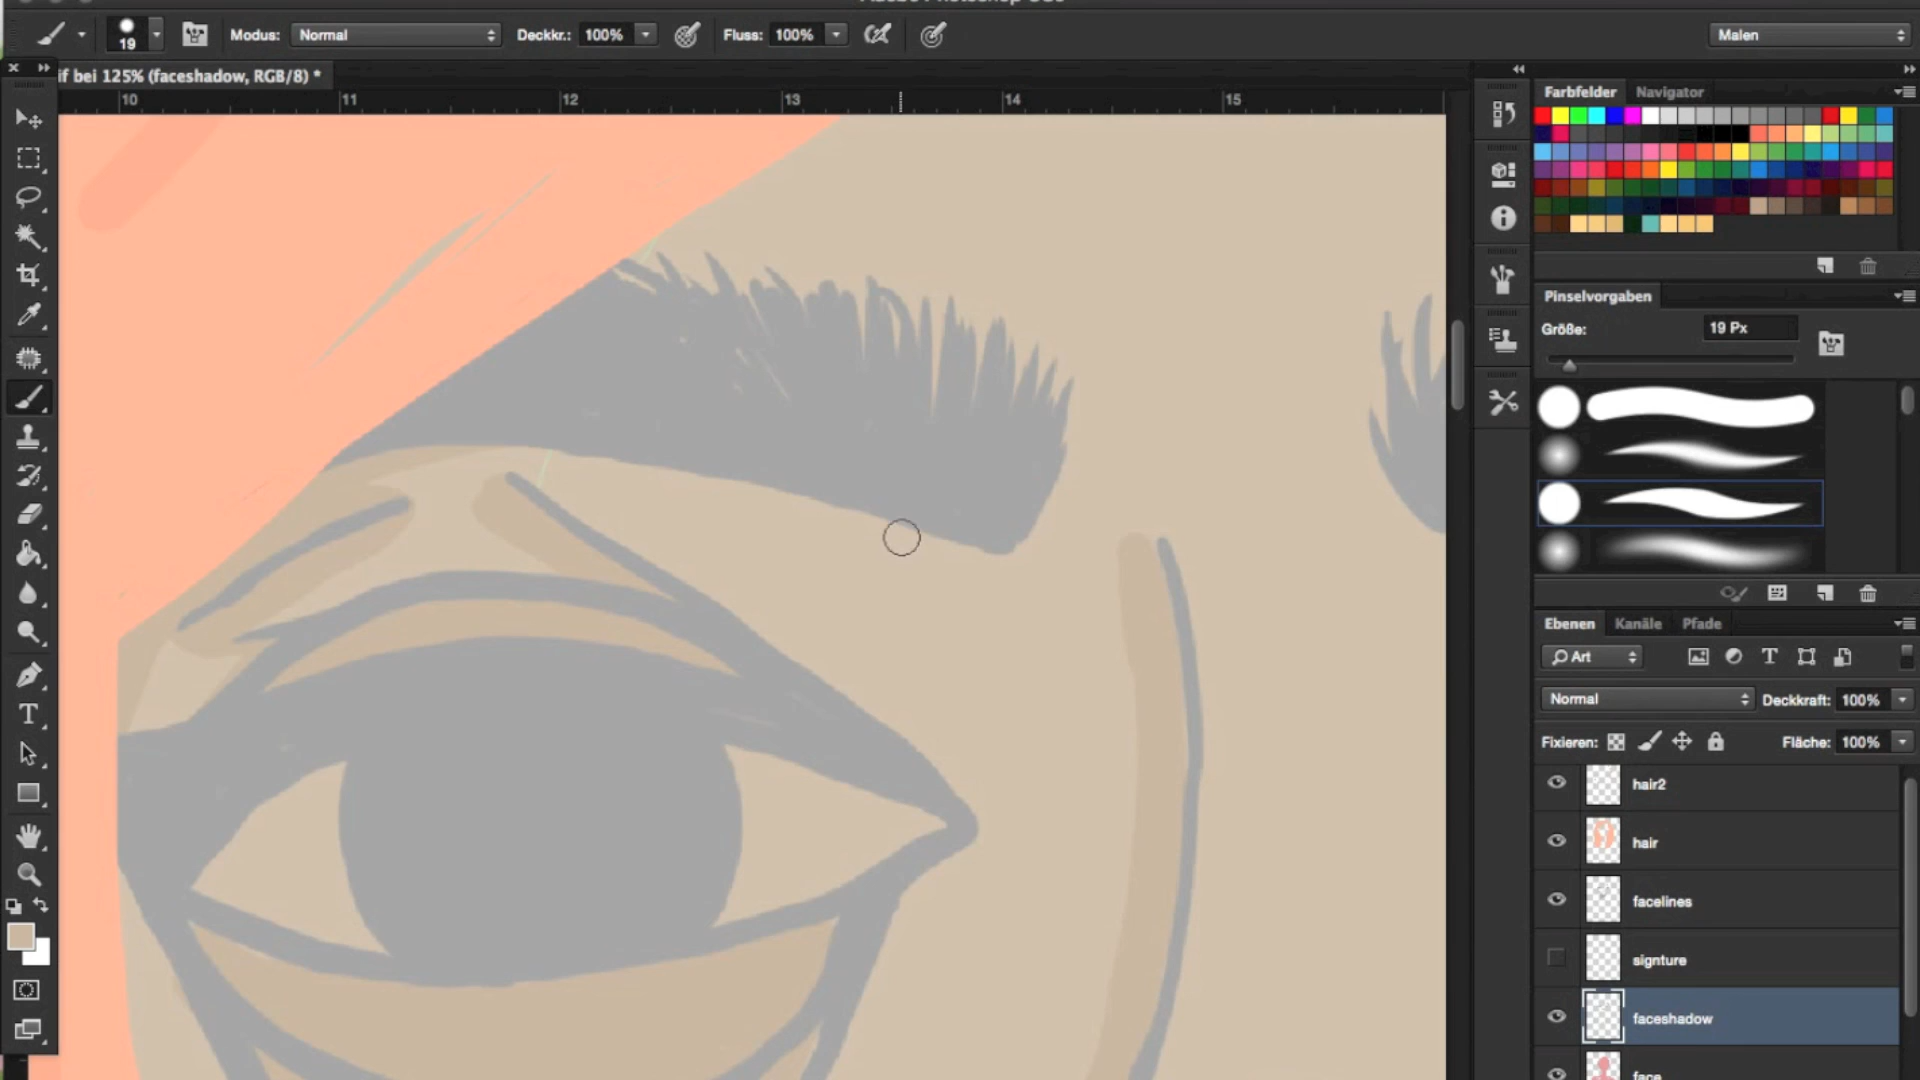 19 Modus: Normal Deckkr.: 100% Fluss: 100% Malen
if bei 125% (faceshadow, RGB/8) *
10 11 12 13 14 15
Farbfelder Navigator
Pinselvorgaben
Größe: 19 Px
Ebenen Kanäle Pfade
Art
Normal Deckkraft: 100%
Fixieren: Fläche: 100%
hair2
hair
facelines
signture
faceshadow
face